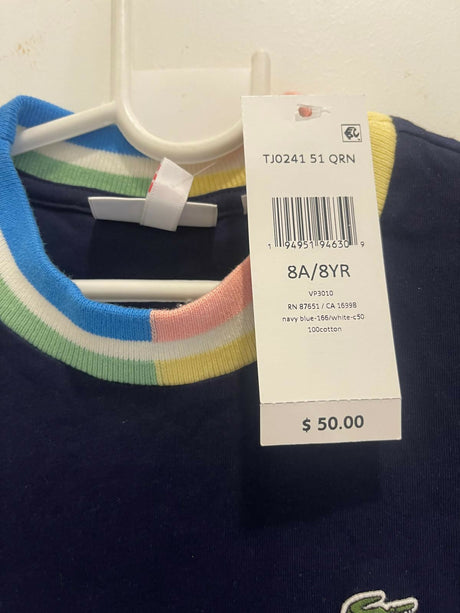 TJ0241 51 QRN
1 94951 94630 9
8A/8YR
VP3010
RN 87651 / CA 16998
navy blue-166/white-c50
100cotton
$ 50.00